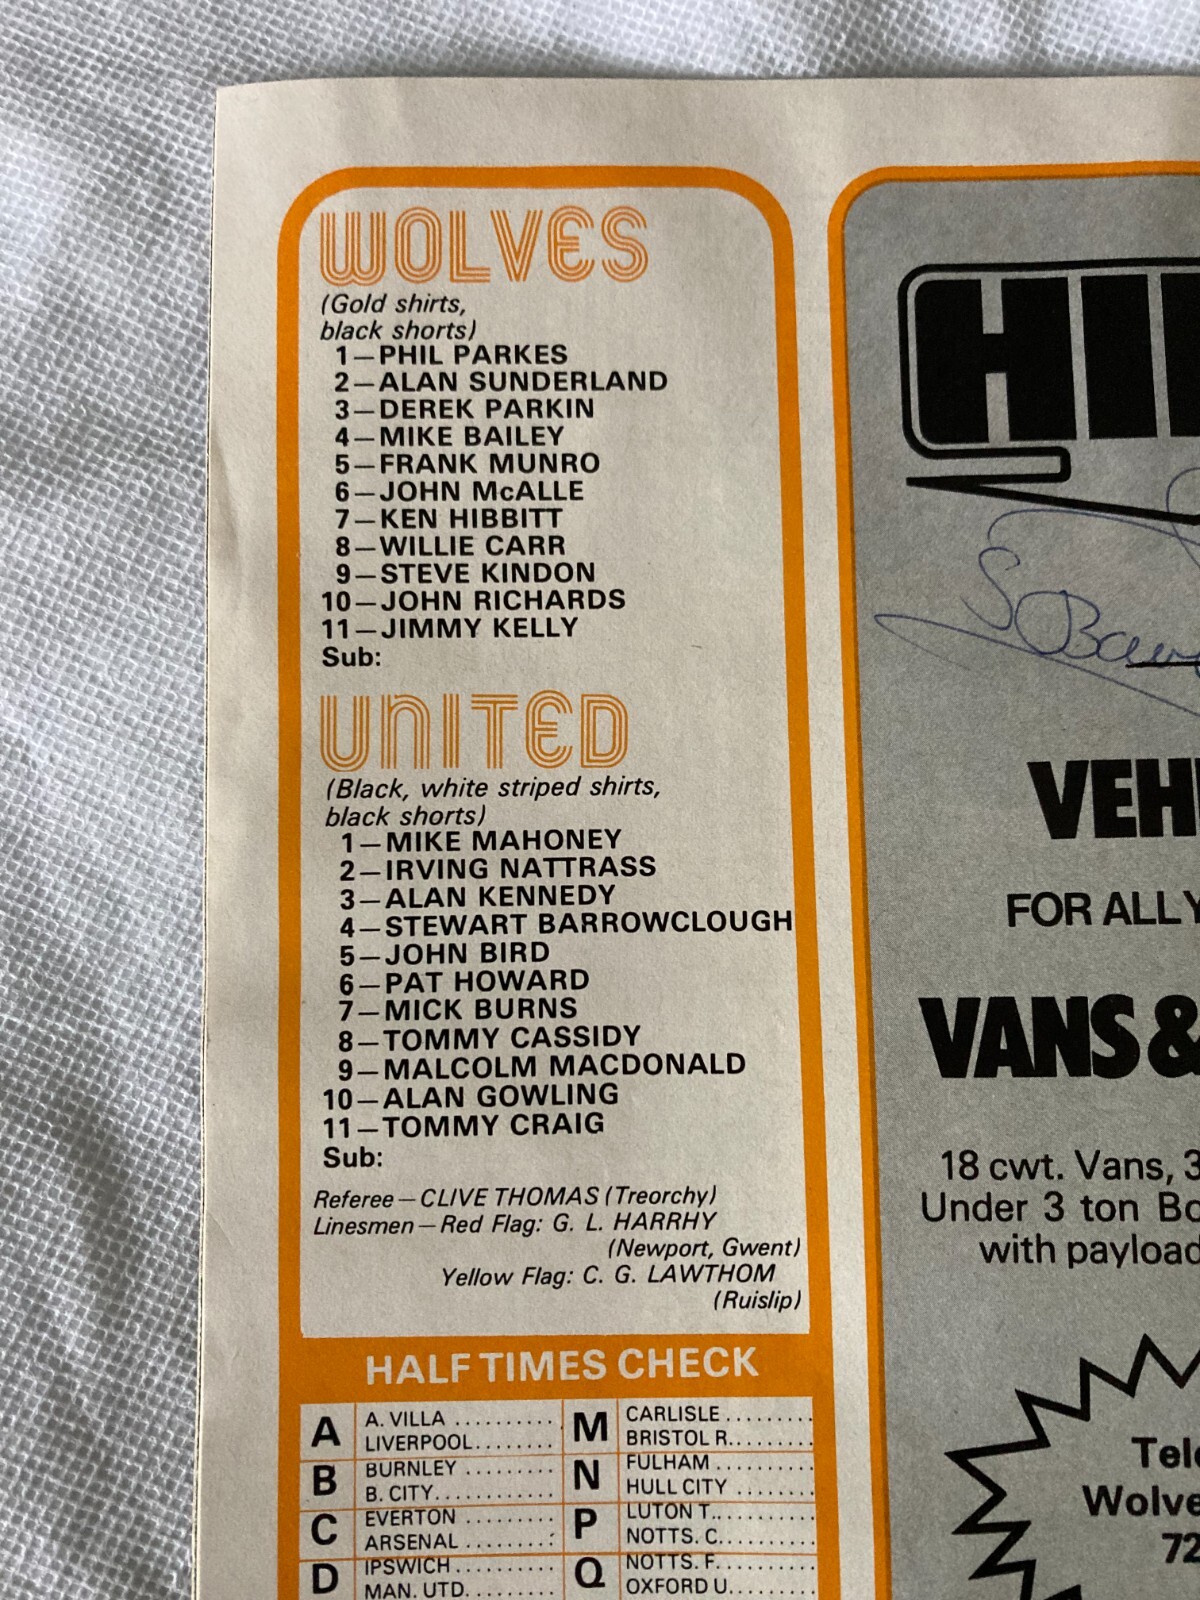 WOLVES
(Gold shirts,
black shorts)
1—PHIL PARKES
2—ALAN SUNDERLAND
3—DEREK PARKIN
4—MIKE BAILEY
5—FRANK MUNRO
6—JOHN McALLE
7—KEN HIBBITT
8—WILLIE CARR
9—STEVE KINDON
10—JOHN RICHARDS
11—JIMMY KELLY
Sub:
UNITED
(Black, white striped shirts,
black shorts)
1—MIKE MAHONEY
2—IRVING NATTRASS
3—ALAN KENNEDY
4—STEWART BARROWCLOUGH
5—JOHN BIRD
6—PAT HOWARD
7—MICK BURNS
8—TOMMY CASSIDY
9—MALCOLM MACDONALD
10—ALAN GOWLING
11—TOMMY CRAIG
Sub:
Referee—CLIVE THOMAS (Treorchy)
Linesmen—Red Flag: G. L. HARRHY
(Newport, Gwent)
Yellow Flag: C. G. LAWTHOM
(Ruislip)
HALF TIMES CHECK
A
A. VILLA ..........
LIVERPOOL........
B
BURNLEY .........
B. CITY............
C
EVERTON .........
ARSENAL .........
D
IPSWICH ..........
MAN. UTD.........
M
CARLISLE .........
BRISTOL R.........
N
FULHAM ..........
HULL CITY ........
P
LUTON T...........
NOTTS. C..........
Q
NOTTS. F..........
OXFORD U.........
VEH
FOR ALL
VANS &
18 cwt. Vans, 3
Under 3 ton
with payload
Wolve
72